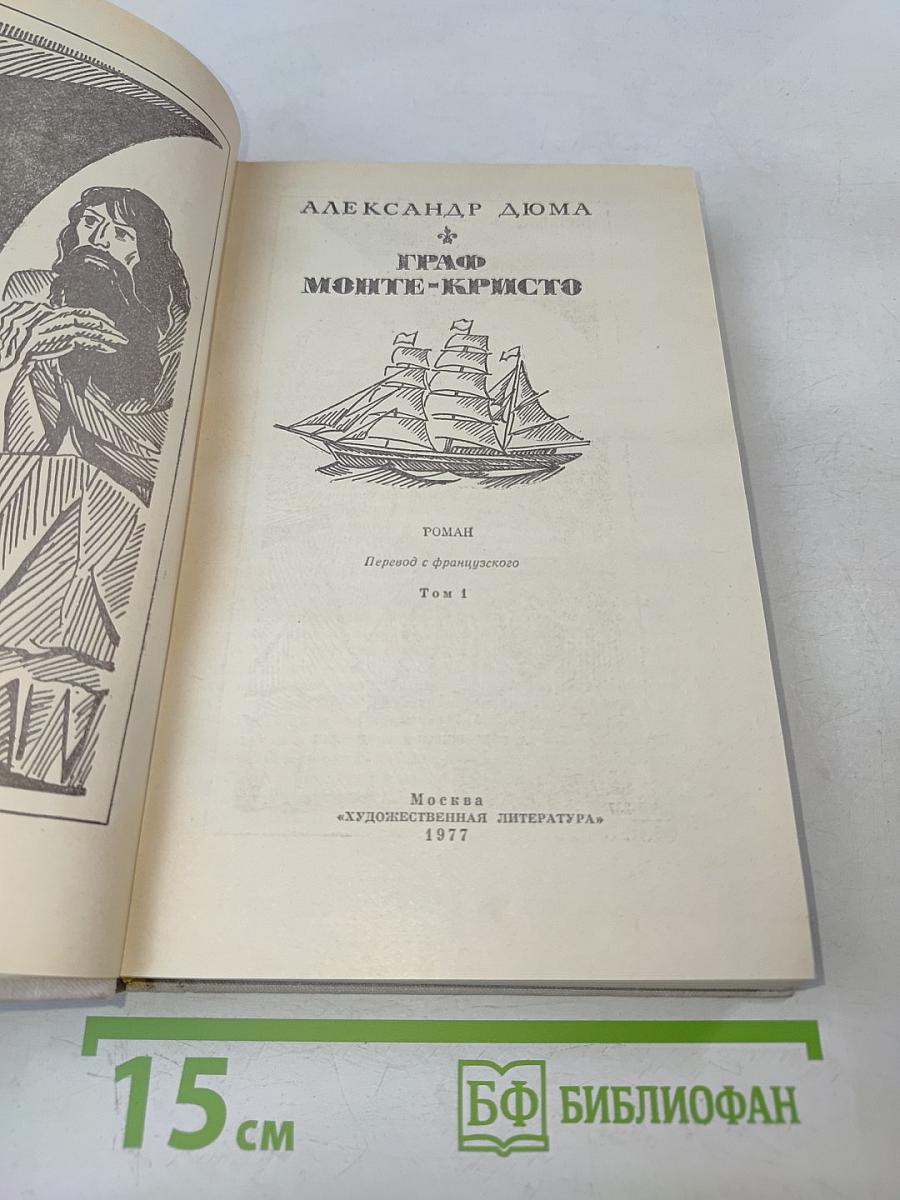 АЛЕКСАНДР ДЮМА
ГРАФ
МОНТЕ-КРИСТО
РОМАН
Перевод с французского
Том 1
Москва
«ХУДОЖЕСТВЕННАЯ ЛИТЕРАТУРА»
1977
15 см
БФ БИБЛИОФАН